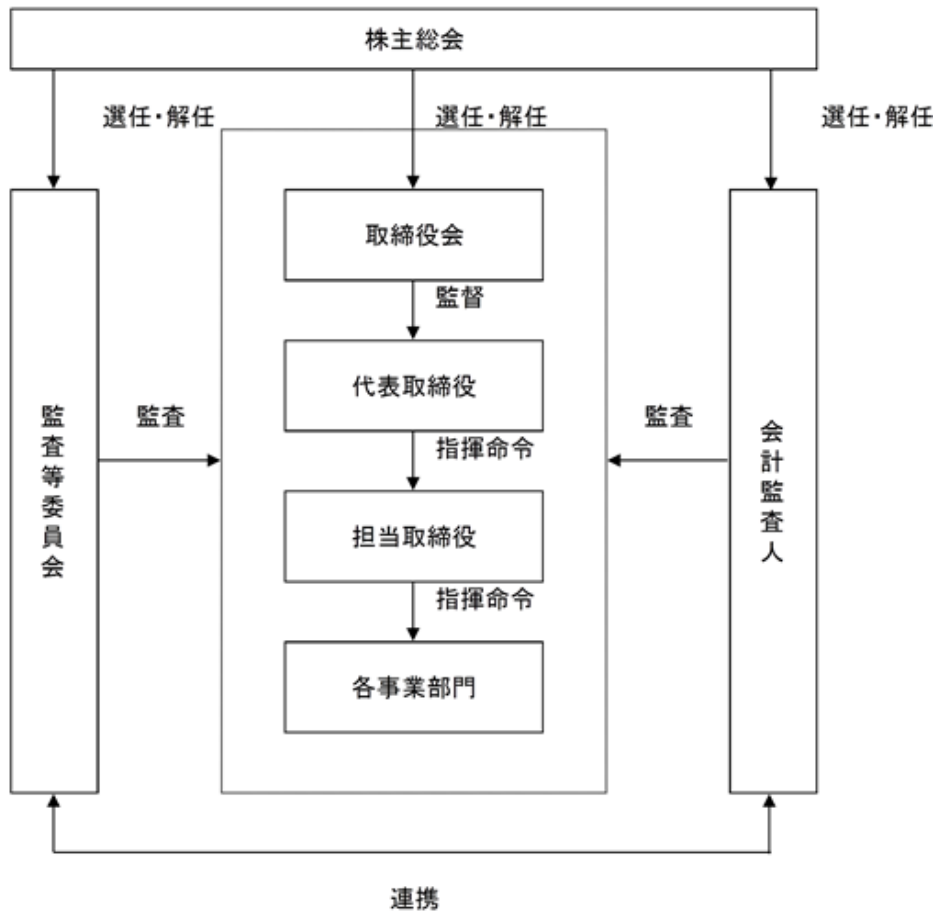 株主総会
選任・解任
選任・解任
選任・解任
取締役会
監督
代表取締役
指揮命令
担当取締役
指揮命令
各事業部門
監査等委員会
監査
監査
会計監査人
連携